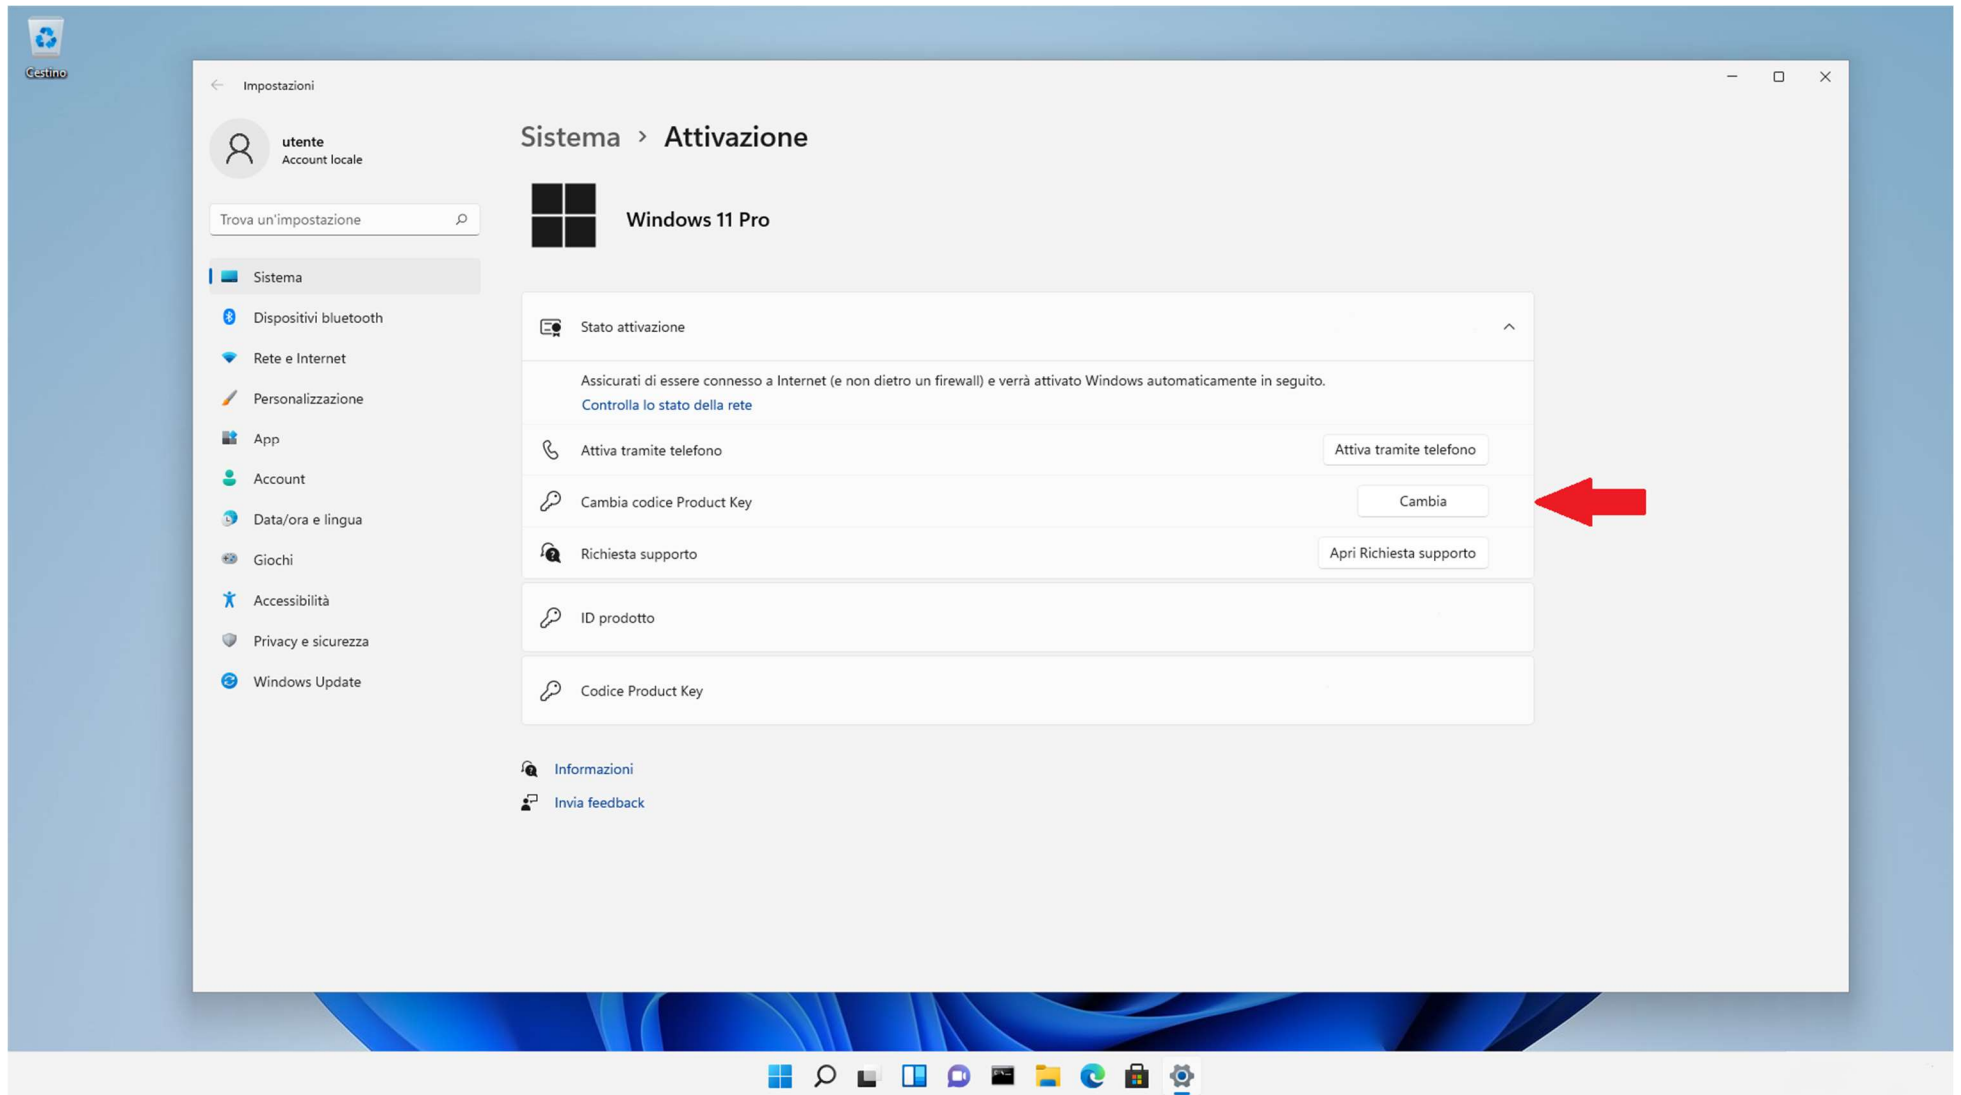 Cestino
Impostazioni
utente
Account locale
Trova un'impostazione
Sistema
Dispositivi bluetooth
Rete e Internet
Personalizzazione
App
Account
Data/ora e lingua
Giochi
Accessibilità
Privacy e sicurezza
Windows Update
Sistema > Attivazione
Windows 11 Pro
Stato attivazione
Assicurati di essere connesso a Internet (e non dietro un firewall) e verrà attivato Windows automaticamente in seguito.
Controlla lo stato della rete
Attiva tramite telefono Attiva tramite telefono
Cambia codice Product Key Cambia
Richiesta supporto Apri Richiesta supporto
ID prodotto
Codice Product Key
Informazioni
Invia feedback